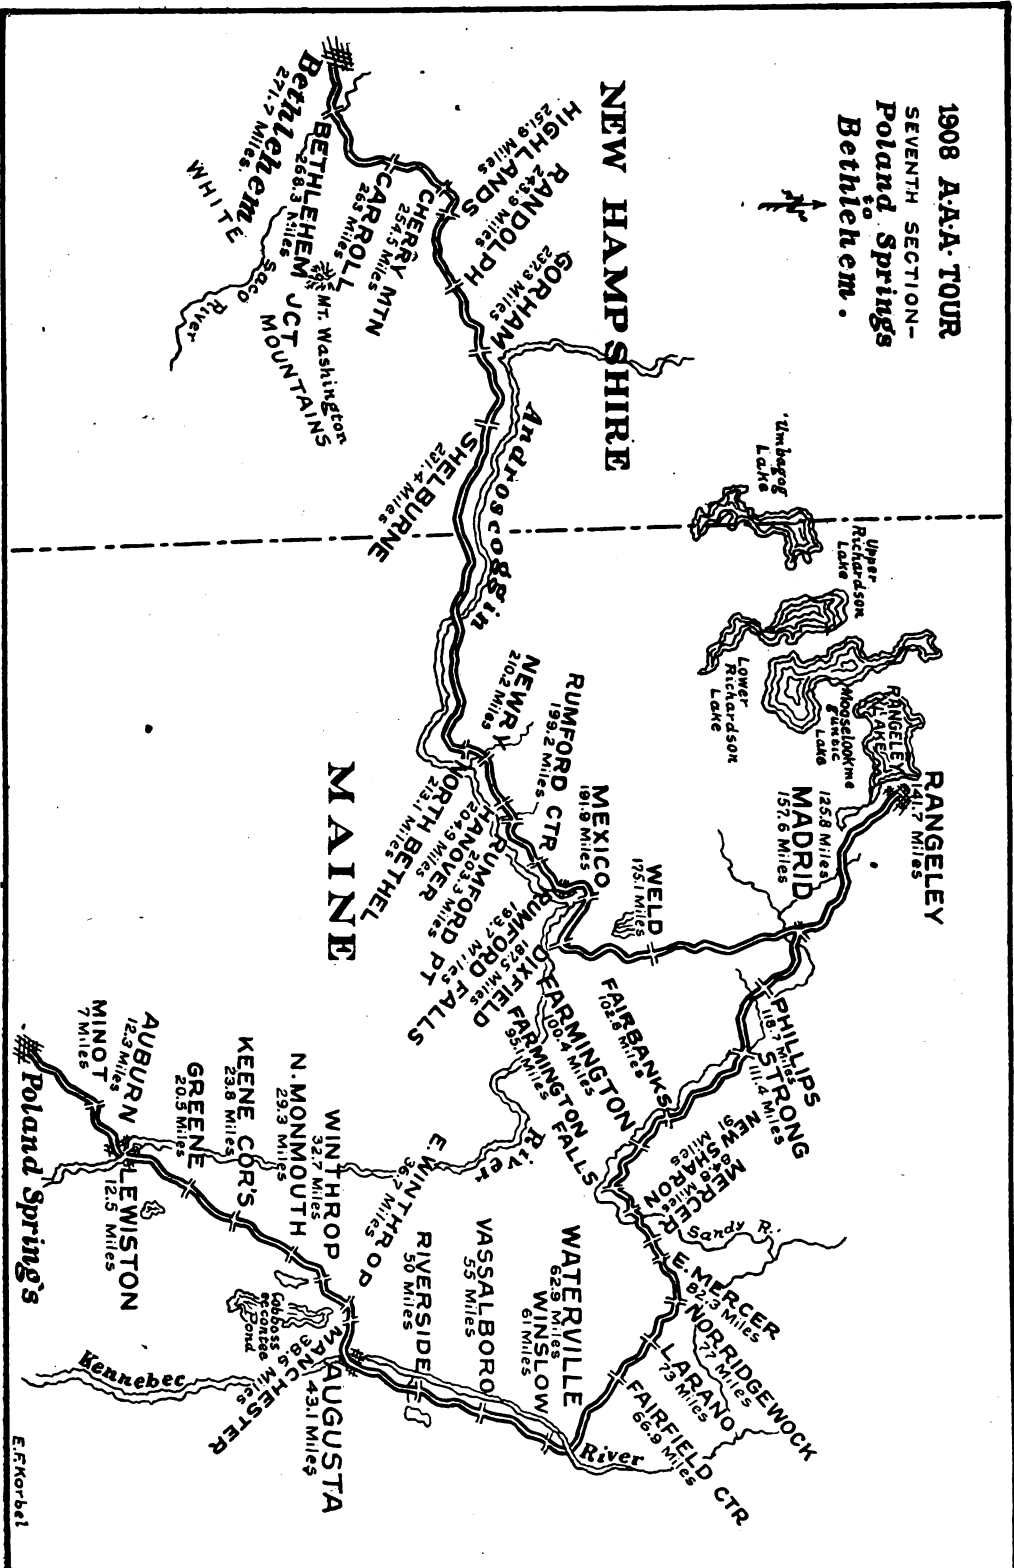 1908 A.A.A. TOUR
SEVENTH SECTION-
Poland Springs
to
Bethlehem.
NEW HAMPSHIRE
MAINE
Umbagog
Lake
Upper
Richardson
Lake
Lower
Richardson
Lake
Mooselookme
guntic
Lake
RANGELEY
LAKE
RANGELEY
141.7 Miles
125.8 Miles
MADRID
157.6 Miles
WELD
175.1 Miles
PHILLIPS
118.7 Miles
STRONG
111.4 Miles
FAIRBANKS
102.8 Miles
FARMINGTON
100.4 Miles
FARMINGTON FALLS
95.1 Miles
NEW SHARON
91 Miles
MERCER
84.8 Miles
Sandy R.
E. MERCER
82.3 Miles
NORRIDGEWOCK
77 Miles
LARANO
73 Miles
FAIRFIELD CTR
66.9 Miles
WATERVILLE
62.9 Miles
WINSLOW
61 Miles
VASSALBORO
55 Miles
RIVERSIDE
50 Miles
AUGUSTA
43.1 Miles
MANCHESTER
38.6 Miles
Cobboss
eecontee
Pond
E. WINTHROP
36.7 Miles
WINTHROP
32.7 Miles
N. MONMOUTH
29.3 Miles
KEENE COR'S
23.8 Miles
GREENE
20.5 Miles
LEWISTON
12.5 Miles
AUBURN
12.3 Miles
MINOT
7 Miles
Poland Spring's
Kennebec
River
Androscoggin
River
MEXICO
191.9 Miles
DIXFIELD
187.5 Miles
RUMFORD FALLS
193.7 Miles
RUMFORD CTR
199.2 Miles
RUMFORD PT
203.3 Miles
HANOVER
204.9 Miles
NEWRY
210.2 Miles
NORTH BETHEL
213.1 Miles
SHELBURNE
231.4 Miles
GORHAM
237.3 Miles
RANDOLPH
243.9 Miles
HIGHLANDS
251.9 Miles
CHERRY MTN
254.5 Miles
CARROLL
265 Miles
BETHLEHEM JCT
268.3 Miles
Bethlehem
271.7 Miles.
WHITE
MOUNTAINS
Mt. Washington
Saco
River
E.F. Korbel